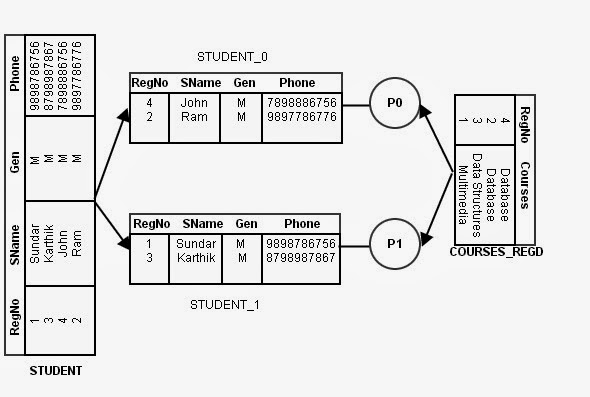 RegNo SName Gen Phone
1 Sundar M 9898786756
3 Karthik M 8798987867
4 John M 7898886756
2 Ram M 9897786776
STUDENT
STUDENT_0
RegNo SName Gen Phone
4 John M 7898886756
2 Ram M 9897786776
P0
RegNo SName Gen Phone
1 Sundar M 9898786756
3 Karthik M 8798987867
STUDENT_1
P1
RegNo Courses
4 Database
2 Database
3 Data Structures
1 Multimedia
COURSES_REGD